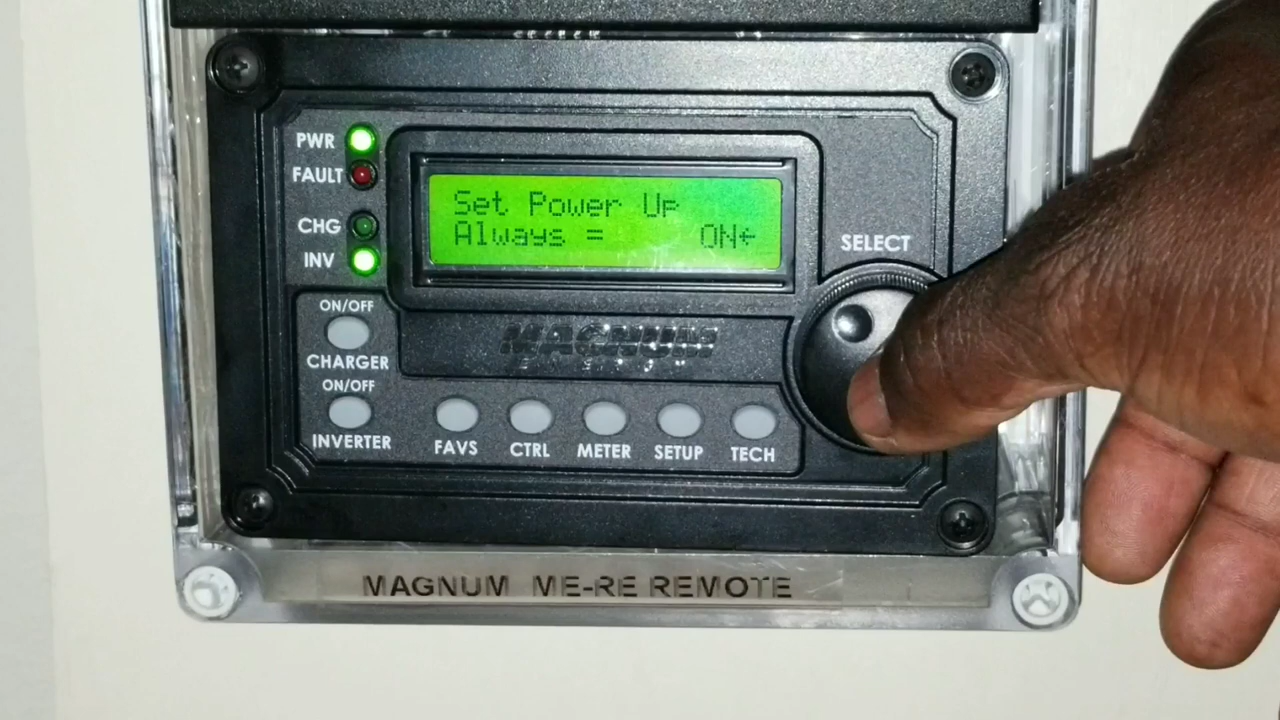 PWR
FAULT
CHG
INV
Set Power Up
Always = ON←
SELECT
ON/OFF
CHARGER
ON/OFF
INVERTER
MAGNUM
FAVS
CTRL
METER
SETUP
TECH
MAGNUM ME-RE REMOTE